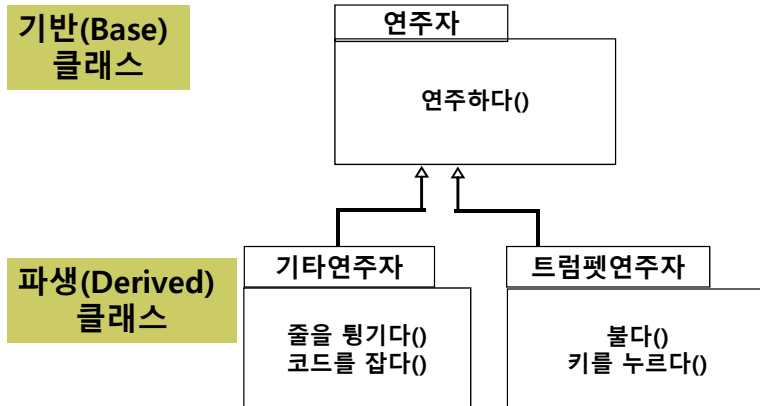 기반(Base)
클래스
연주자
연주하다()
파생(Derived)
클래스
기타연주자
줄을 튕기다()
코드를 잡다()
트럼펫연주자
불다()
키를 누르다()